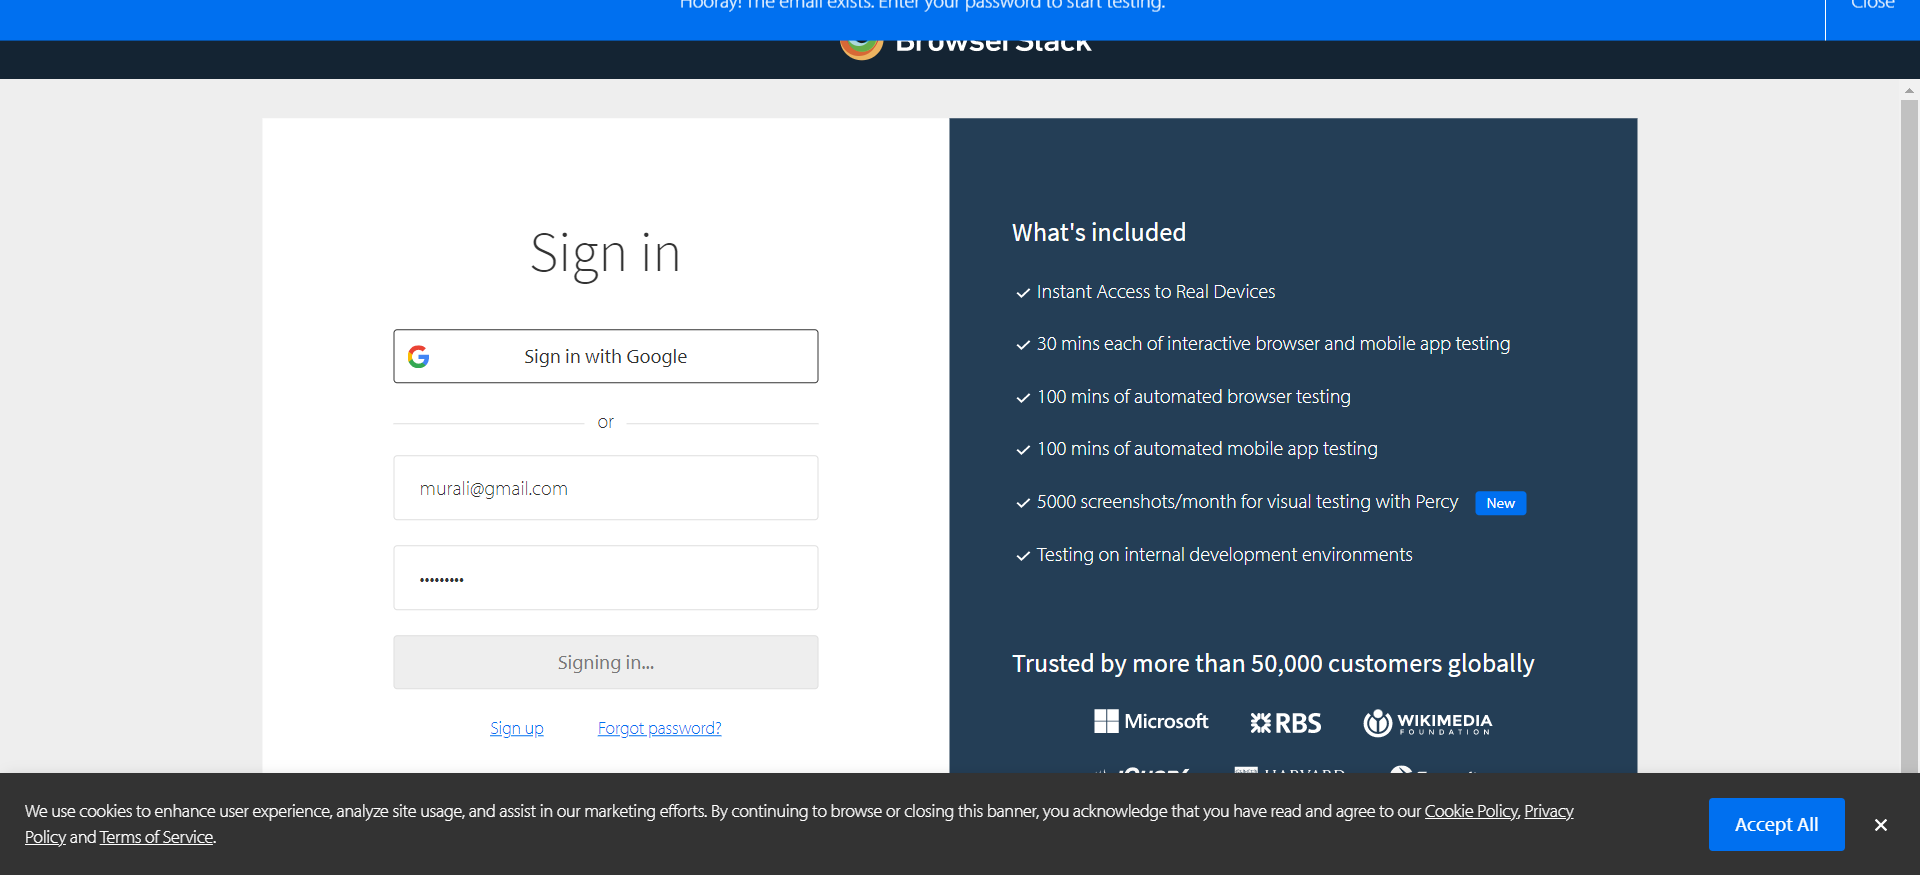 Hooray! The email exists. Enter your password to start testing.
Close
BrowserStack
Sign in
Sign in with Google
or
murali@gmail.com
•••••••••
Signing in...
Sign up Forgot password?
What's included
Instant Access to Real Devices
30 mins each of interactive browser and mobile app testing
100 mins of automated browser testing
100 mins of automated mobile app testing
5000 screenshots/month for visual testing with Percy New
Testing on internal development environments
Trusted by more than 50,000 customers globally
Microsoft RBS WIKIMEDIA
FOUNDATION
HARVARD
We use cookies to enhance user experience, analyze site usage, and assist in our marketing efforts. By continuing to browse or closing this banner, you acknowledge that you have read and agree to our Cookie Policy, Privacy
Policy and Terms of Service.
Accept All